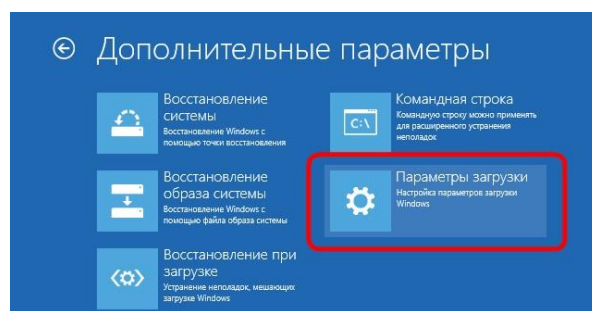 Дополнительные параметры
Восстановление
системы
Восстановление Windows с
помощью точки восстановления
Командная строка
Командную строку можно применять
для расширенного устранения
неполадок
C:\
Восстановление
образа системы
Восстановление Windows с
помощью файла образа системы
Параметры загрузки
Настройка параметров загрузки
Windows
Восстановление при
загрузке
Устранение неполадок, мешающих
загрузке Windows